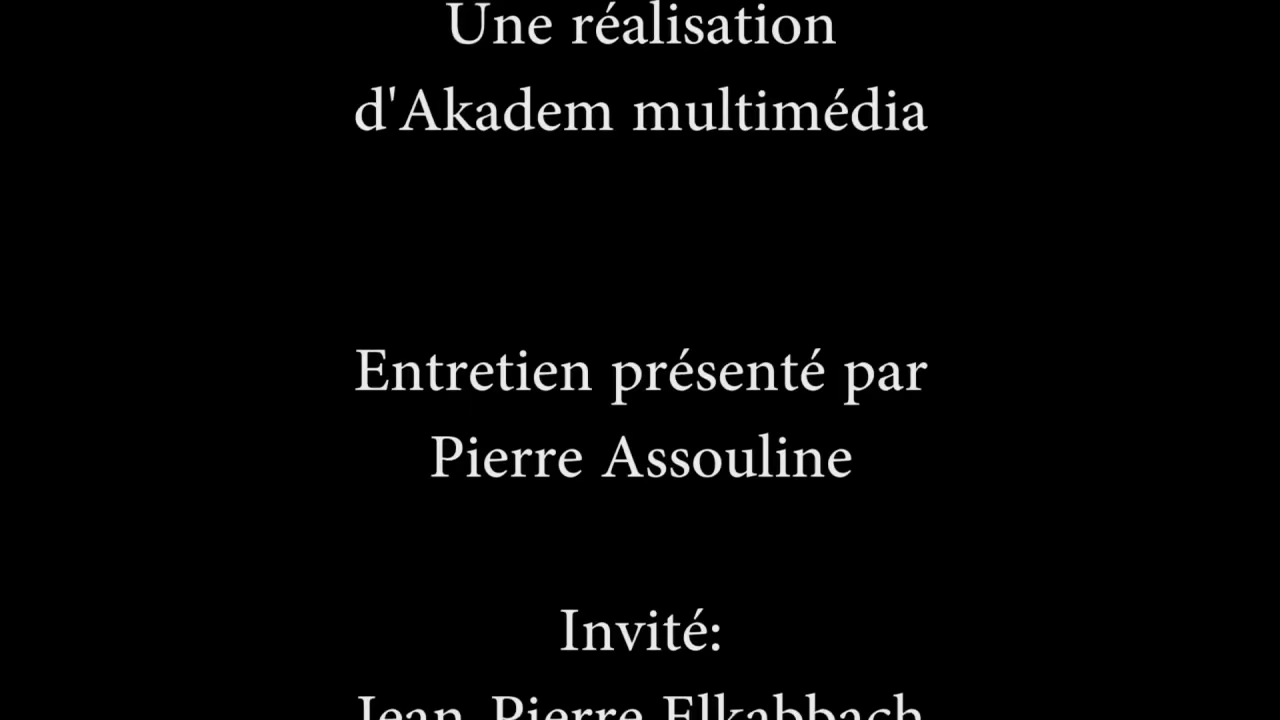 Une réalisation
d'Akadem multimédia
Entretien présenté par
Pierre Assouline
Invité:
Jean-Pierre Elkabbach